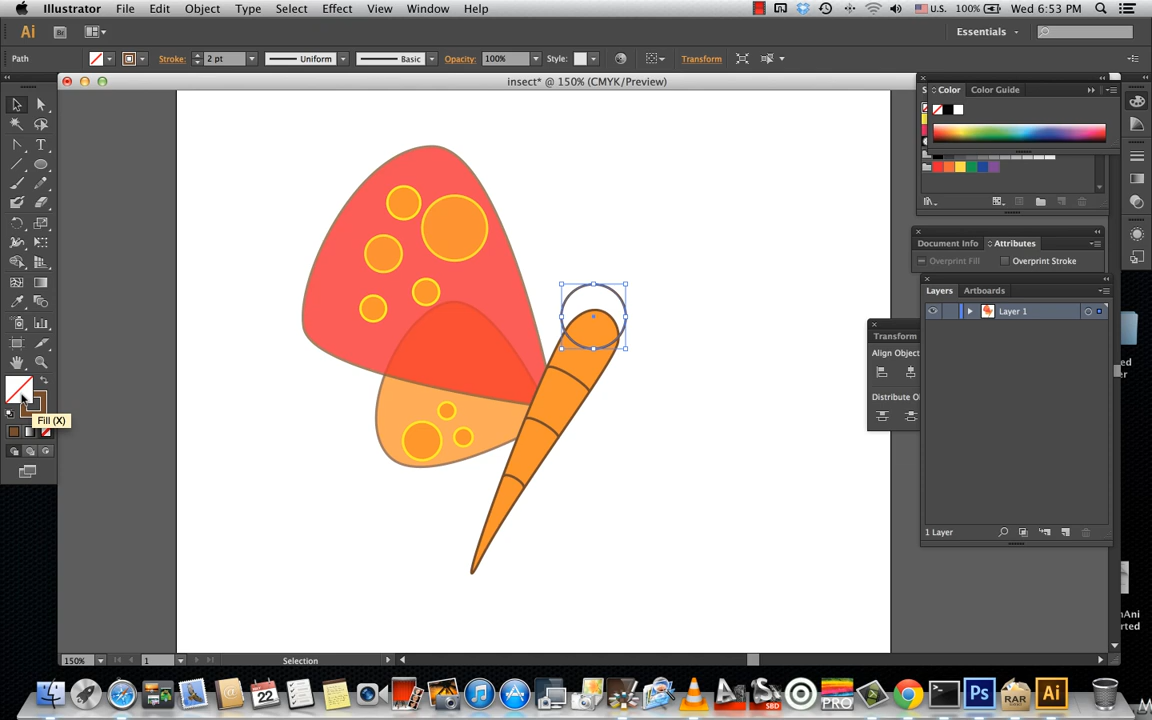 Illustrator File Edit Object Type Select Effect View Window Help U.S. 100% Wed 6:53 PM
Ai Br Essentials
Path Stroke: 2 pt Uniform Basic Opacity: 100% Style: Transform
insect* @ 150% (CMYK/Preview)
S Color Color Guide
Document Info Attributes
Overprint Fill Overprint Stroke
Layers Artboards
Layer 1
Transform
Align Object
Distribute O
Fill (X)
1 Layer
150% 1 Selection
22
PRO
SBD
RAR
Ps
Ai